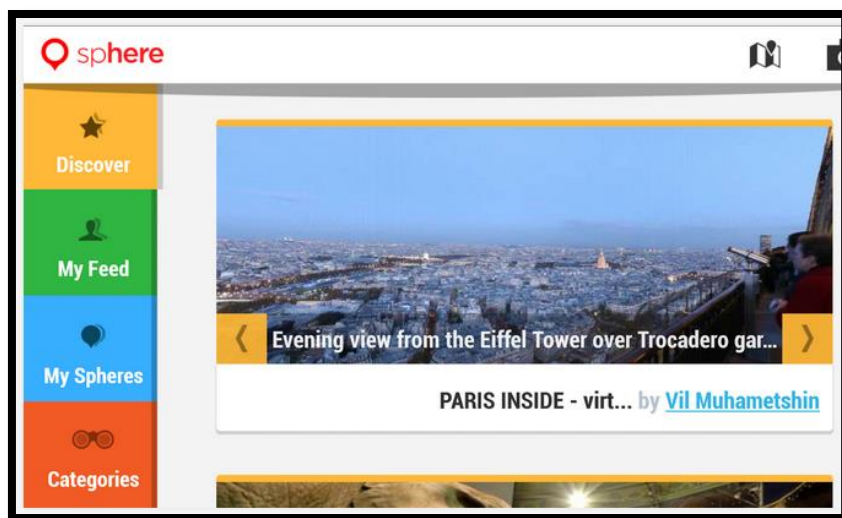 sphere
Discover
My Feed
My Spheres
Categories
Evening view from the Eiffel Tower over Trocadero gar...
PARIS INSIDE - virt... by Vil Muhametshin